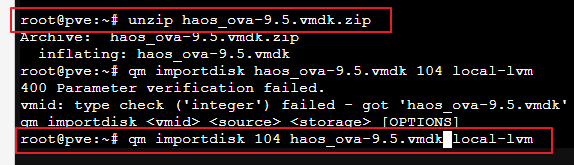 root@pve:~# unzip haos_ova-9.5.vmdk.zip
Archive:  haos_ova-9.5.vmdk.zip
  inflating: haos_ova-9.5.vmdk
root@pve:~# qm importdisk haos_ova-9.5.vmdk 104 local-lvm
400 Parameter verification failed.
vmid: type check ('integer') failed - got 'haos_ova-9.5.vmdk'
qm importdisk <vmid> <source> <storage> [OPTIONS]
root@pve:~# qm importdisk 104 haos_ova-9.5.vmdk local-lvm